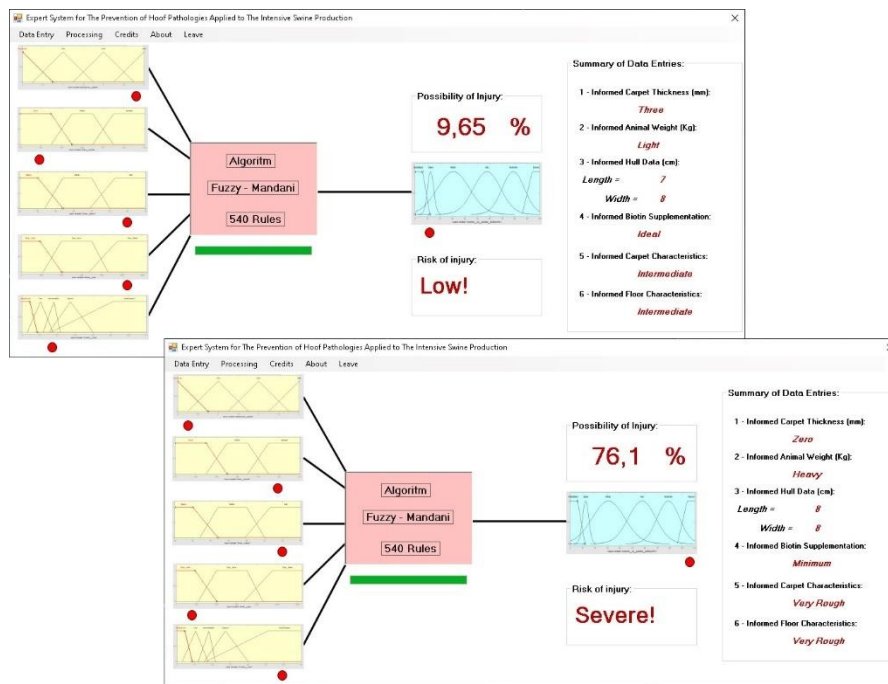 Expert System for The Prevention of Hoof Pathologies Applied to The Intensive Swine Production
Data Entry Processing Credits About Leave
Algoritm
Fuzzy - Mandani
540 Rules
Possibility of Injury:
9,65 %
Risk of injury:
Low!
Summary of Data Entries:
1 - Informed Carpet Thickness (mm):
Three
2 - Informed Animal Weight (Kg):
Light
3 - Informed Hull Data (cm):
Length = 7
Width = 8
4 - Informed Biotin Supplementation:
Ideal
5 - Informed Carpet Characteristics:
Intermediate
6 - Informed Floor Characteristics:
Intermediate
Expert System for The Prevention of Hoof Pathologies Applied to The Intensive Swine Production
Data Entry Processing Credits About Leave
Algoritm
Fuzzy - Mandani
540 Rules
Possibility of Injury:
76,1 %
Risk of injury:
Severe!
Summary of Data Entries:
1 - Informed Carpet Thickness (mm):
Zero
2 - Informed Animal Weight (Kg):
Heavy
3 - Informed Hull Data (cm):
Length = 8
Width = 8
4 - Informed Biotin Supplementation:
Minimum
5 - Informed Carpet Characteristics:
Very Rough
6 - Informed Floor Characteristics:
Very Rough